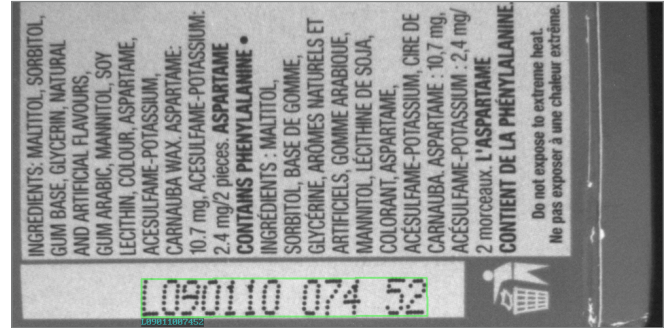 INGREDIENTS: MALTITOL, SORBITOL,
GUM BASE, GLYCERIN, NATURAL
AND ARTIFICIAL FLAVOURS,
GUM ARABIC, MANNITOL, SOY
LECITHIN, COLOUR, ASPARTAME,
ACESULFAME-POTASSIUM,
CARNAUBA WAX. ASPARTAME:
10.7 mg, ACESULFAME-POTASSIUM:
2.4 mg/2 pieces. ASPARTAME
CONTAINS PHENYLALANINE •
INGRÉDIENTS : MALTITOL,
SORBITOL, BASE DE GOMME,
GLYCÉRINE, ARÔMES NATURELS ET
ARTIFICIELS, GOMME ARABIQUE,
MANNITOL, LÉCITHINE DE SOJA,
COLORANT, ASPARTAME,
ACÉSULFAME-POTASSIUM, CIRE DE
CARNAUBA. ASPARTAME : 10,7 mg,
ACÉSULFAME-POTASSIUM : 2,4 mg/
2 morceaux. L'ASPARTAME
CONTIENT DE LA PHÉNYLALANINE.
Do not expose to extreme heat.
Ne pas exposer à une chaleur extrême.
L090110 074 52
L09011007452